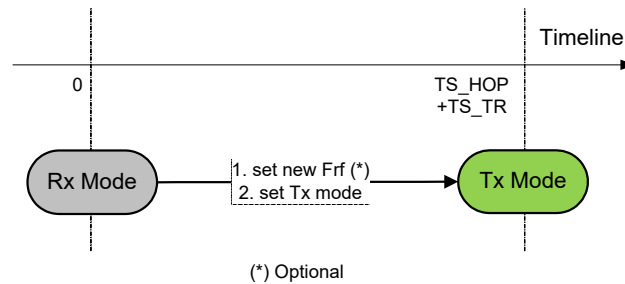 Timeline
0
TS_HOP
+TS_TR
Rx Mode
1. set new Frf (*)
2. set Tx mode
Tx Mode
(*) Optional